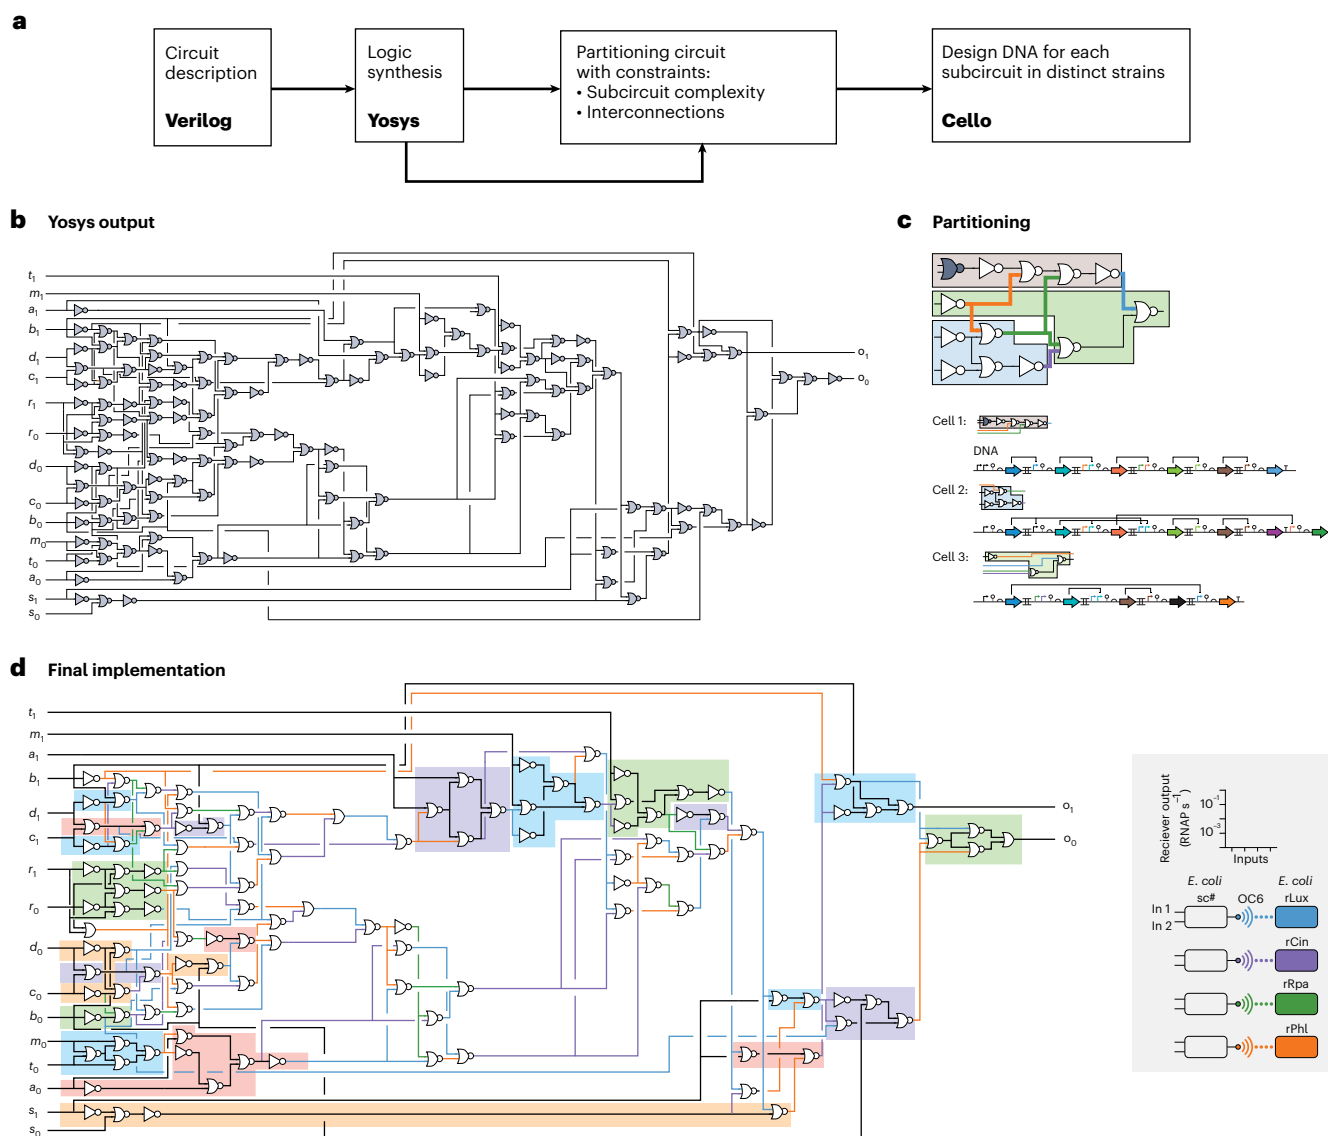 a
Circuit
description
Verilog
Logic
synthesis
Yosys
Partitioning circuit
with constraints:
• Subcircuit complexity
• Interconnections
Design DNA for each
subcircuit in distinct strains
Cello
b Yosys output
t1
m1
a1
b1
d1
c1
r1
r0
d0
c0
b0
m0
t0
a0
s1
s0
o1
o0
c Partitioning
Cell 1:
DNA
Cell 2:
Cell 3:
d Final implementation
t1
m1
a1
b1
d1
c1
r1
r0
d0
c0
b0
m0
t0
a0
s1
s0
o1
o0
Reciever output
(RNAP s−1)
10−1
10−3
Inputs
E. coli
sc#
OC6
E. coli
rLux
In 1
In 2
rCin
rRpa
rPhl